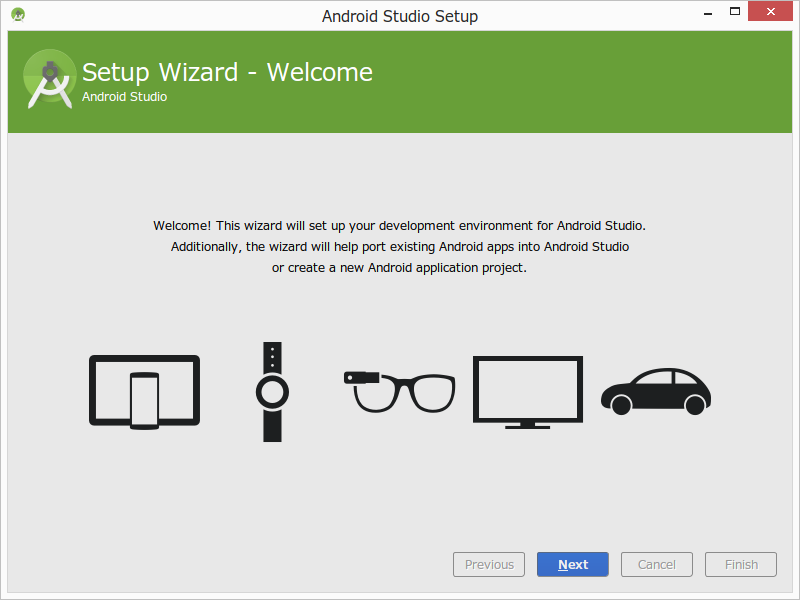 Android Studio Setup
Setup Wizard - Welcome
Android Studio
Welcome! This wizard will set up your development environment for Android Studio.
Additionally, the wizard will help port existing Android apps into Android Studio
or create a new Android application project.
Previous
Next
Cancel
Finish